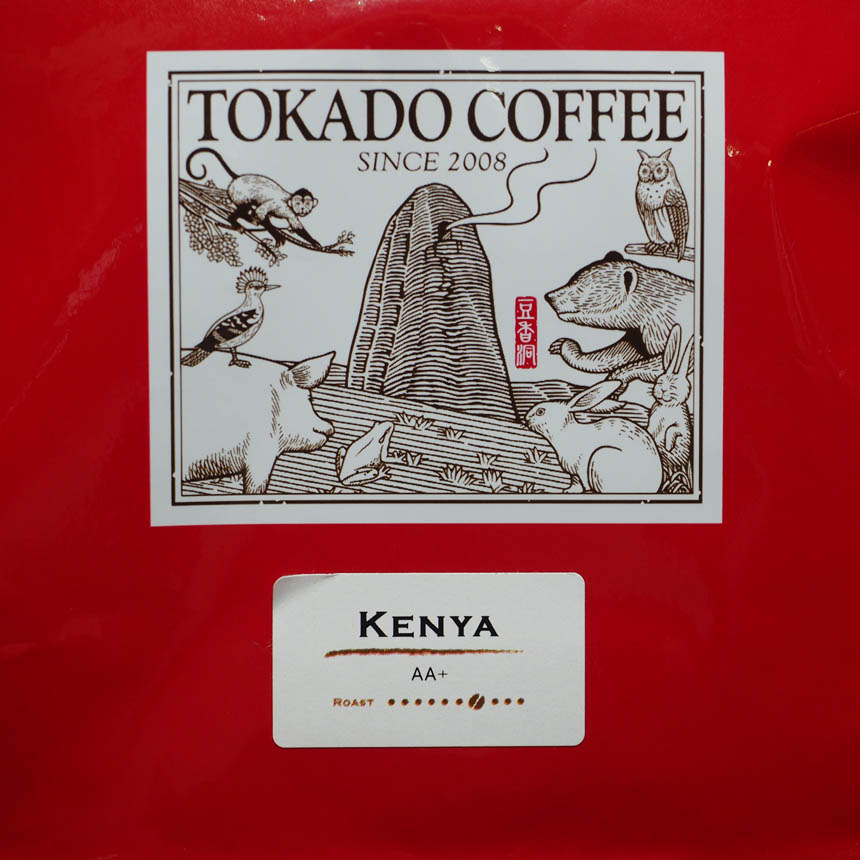 TOKADO COFFEE
SINCE 2008
豆香洞
KENYA
AA+
ROAST